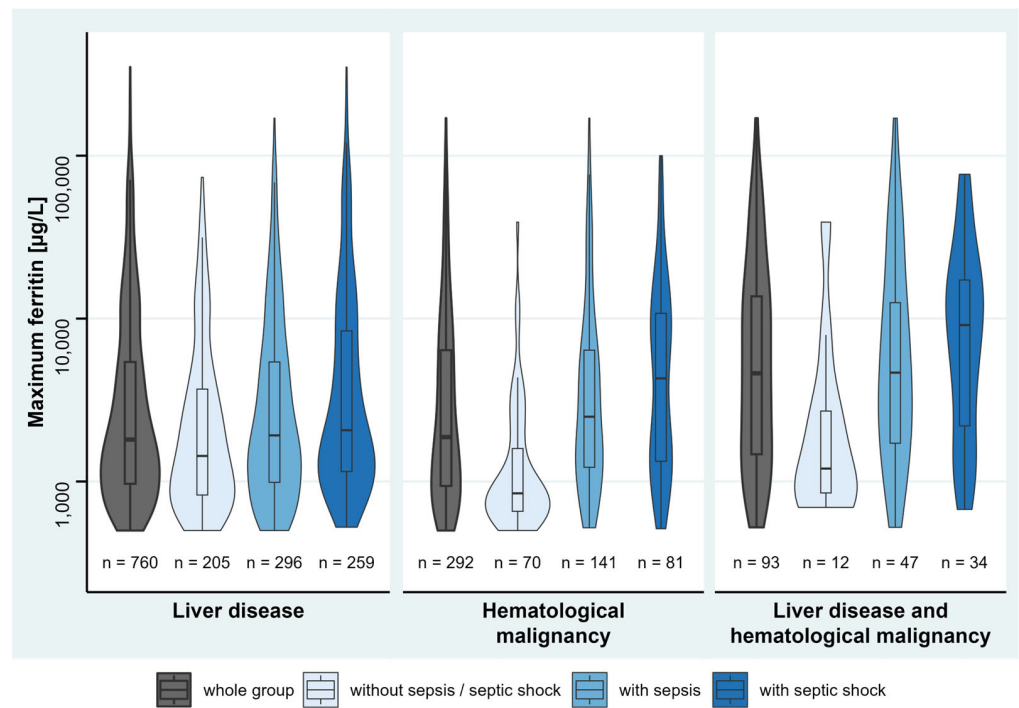 Maximum ferritin [µg/L]
100,000
10,000
1,000
n = 760 n = 205 n = 296 n = 259
n = 292 n = 70 n = 141 n = 81
n = 93 n = 12 n = 47 n = 34
Liver disease
Hematological
malignancy
Liver disease and
hematological malignancy
whole group without sepsis / septic shock with sepsis with septic shock